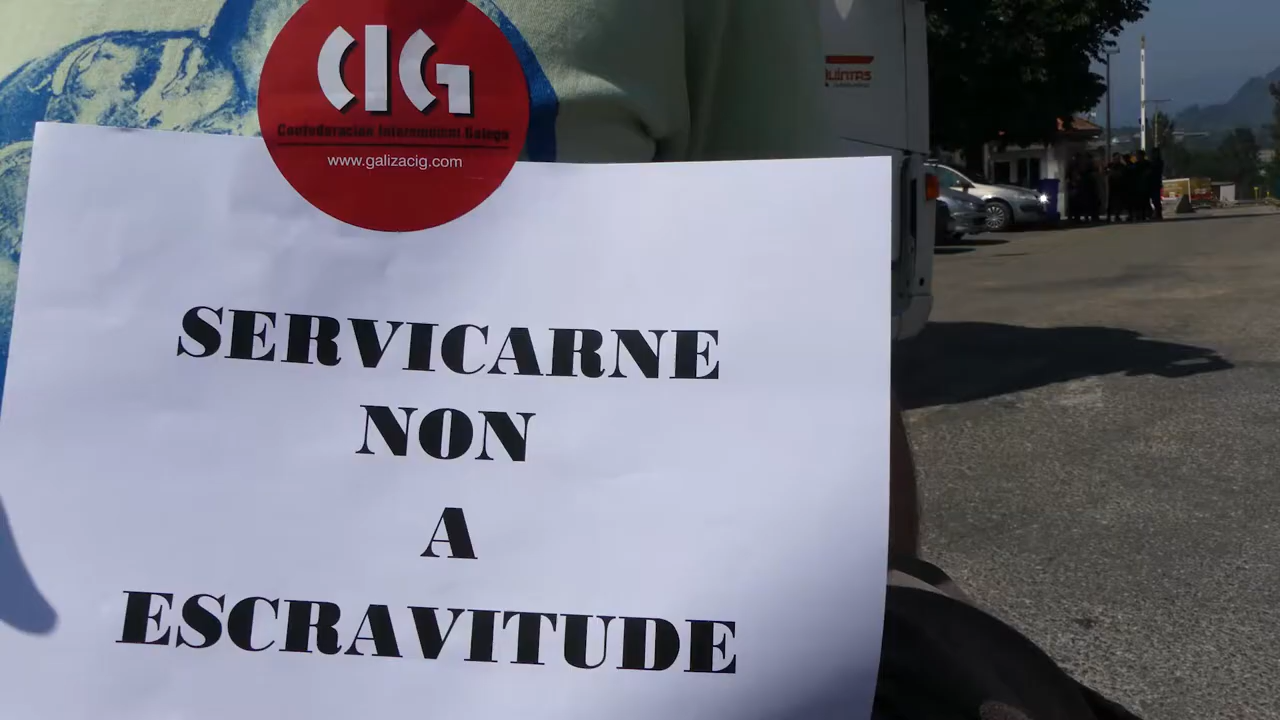 CIG
Confederación Intersindical Galega
www.galizacig.com
SERVICARNE
NON
A
ESCRAVITUDE